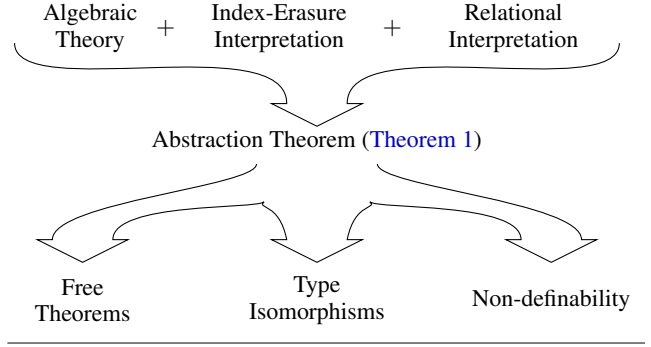 Algebraic Theory + Index-Erasure Interpretation + Relational Interpretation
Abstraction Theorem (Theorem 1)
Free Theorems
Type Isomorphisms
Non-definability